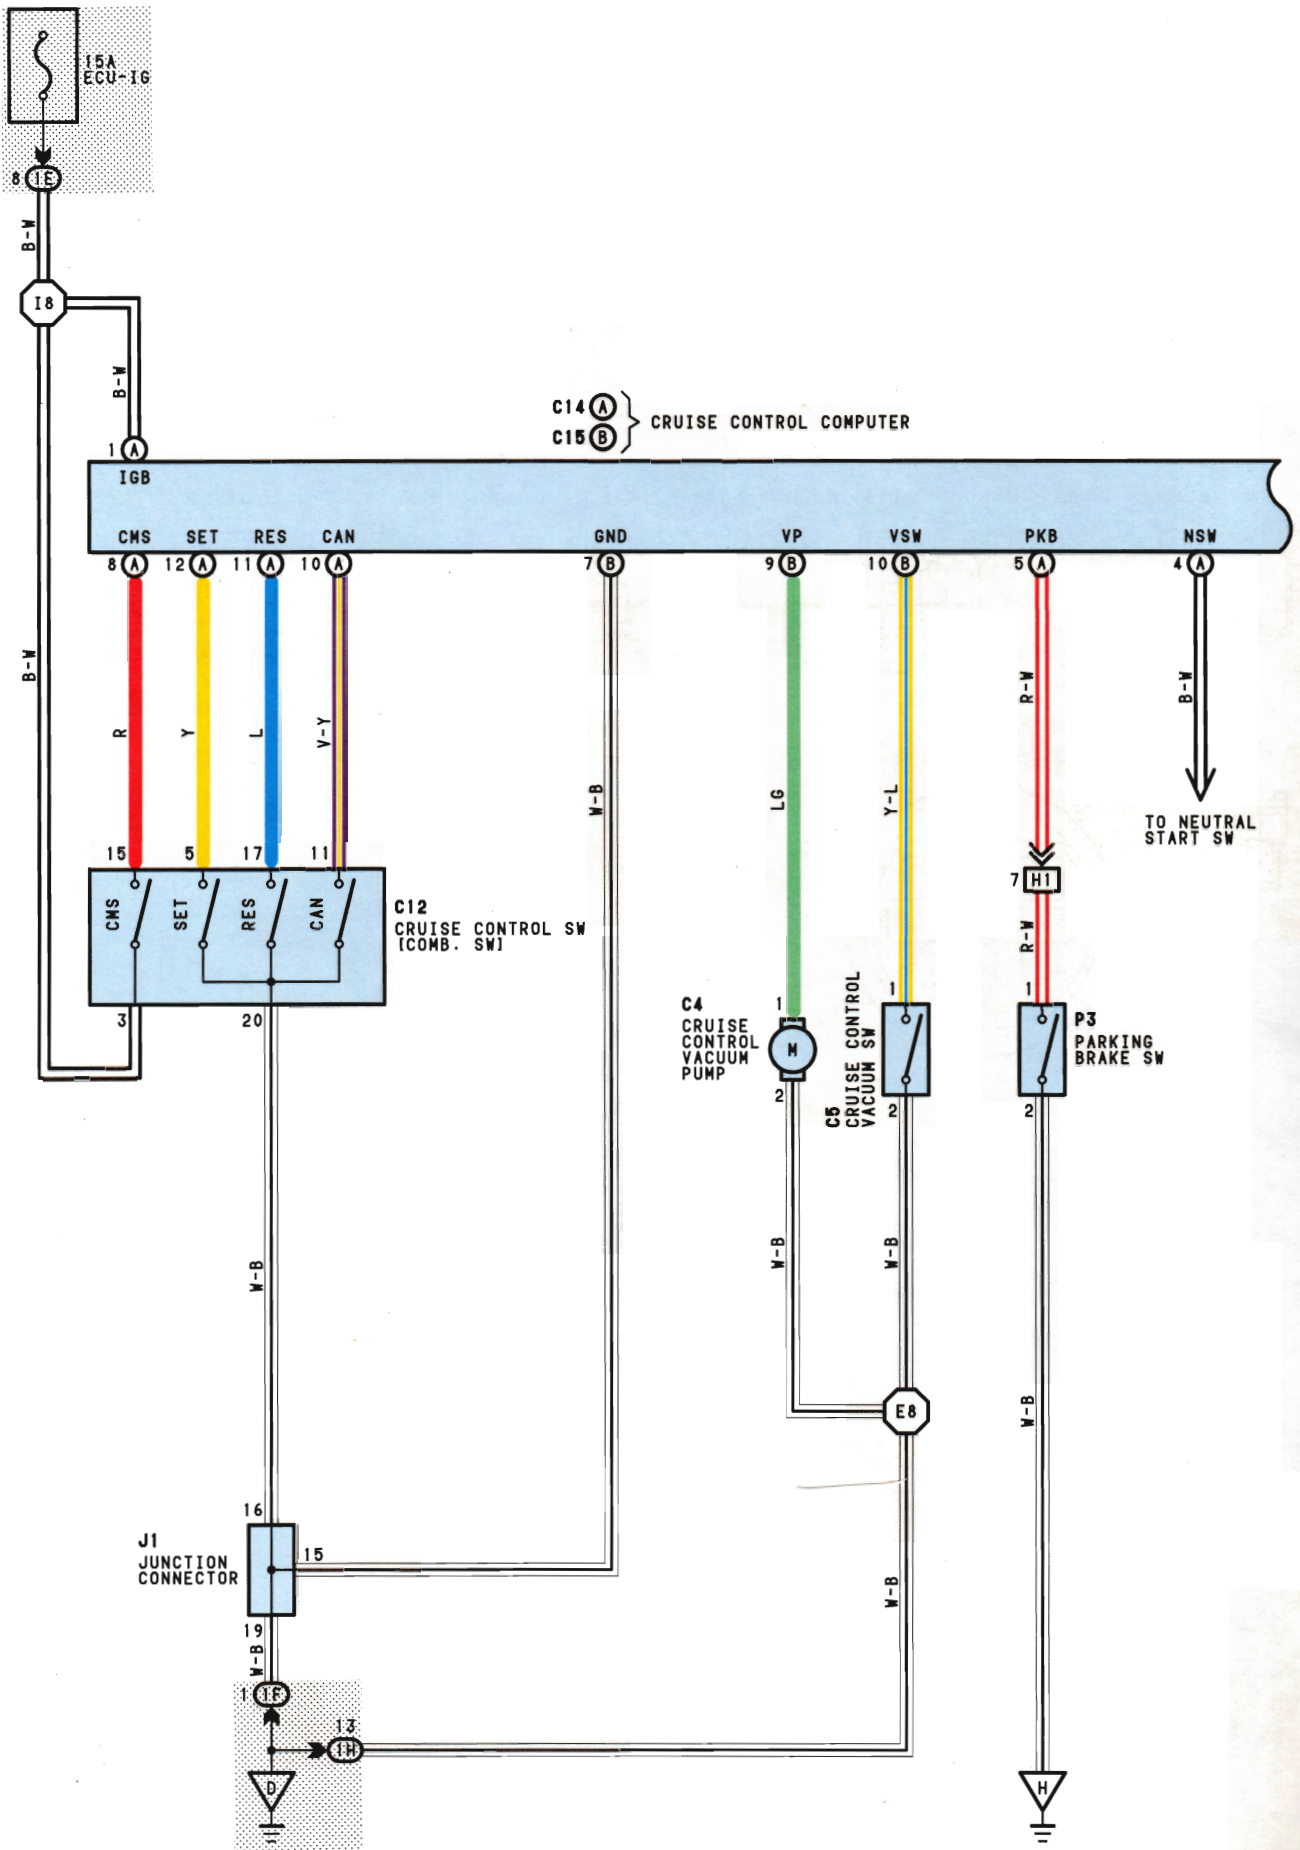 15A
ECU-IG
8 1E
B-W
I8
B-W
C14 A
C15 B
CRUISE CONTROL COMPUTER
1 A
IGB
CMS SET RES CAN GND VP VSW PKB NSW
8 A 12 A 11 A 10 A 7 B 9 B 10 B 5 A 4 A
B-W
R
Y
L
V-Y
W-B
LG
Y-L
R-W
B-W
TO NEUTRAL
START SW
15 5 17 11
7 H1
CMS
SET
RES
CAN
C12
CRUISE CONTROL SW
[COMB. SW]
R-W
3 20
C4
CRUISE
CONTROL
VACUUM
PUMP
1
M
2
C5
CRUISE CONTROL
VACUUM SW
1
2
1
P3
PARKING
BRAKE SW
2
W-B
W-B
W-B
W-B
E8
16
J1
JUNCTION
CONNECTOR
15
19
W-B
W-B
1 1F
13
1H
D
H